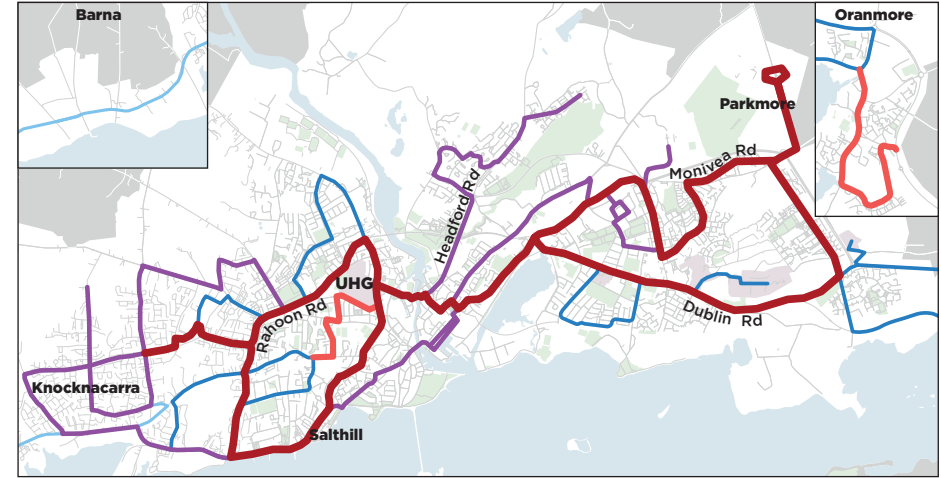 Barna
Oranmore
Parkmore
Monivea Rd
Headford Rd
UHG
Rahoon Rd
Dublin Rd
Knocknacarra
Salthill